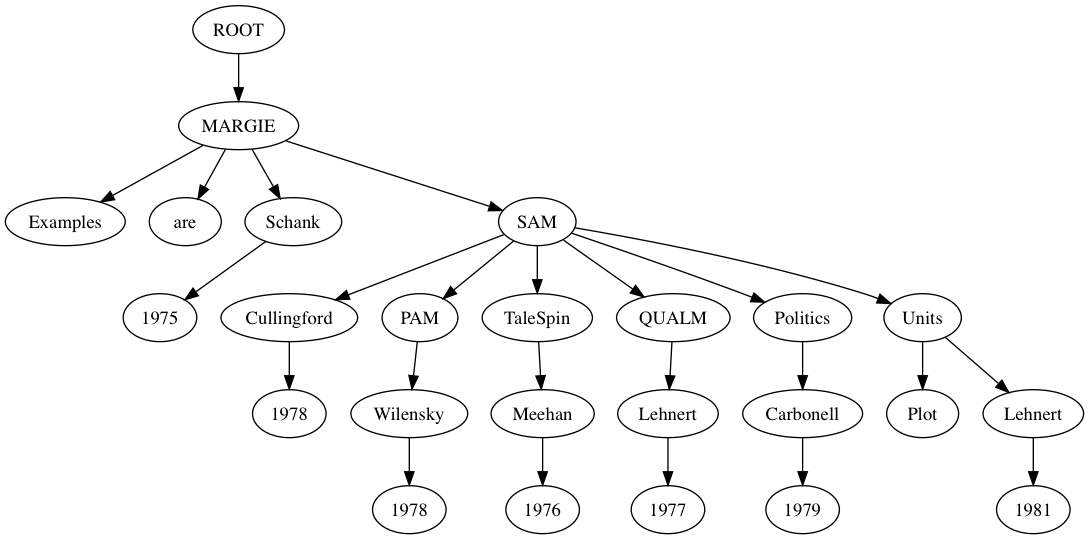 ROOT
MARGIE
Examples are Schank SAM
1975 Cullingford PAM TaleSpin QUALM Politics Units
1978 Wilensky Meehan Lehnert Carbonell Plot Lehnert
1978 1976 1977 1979 1981